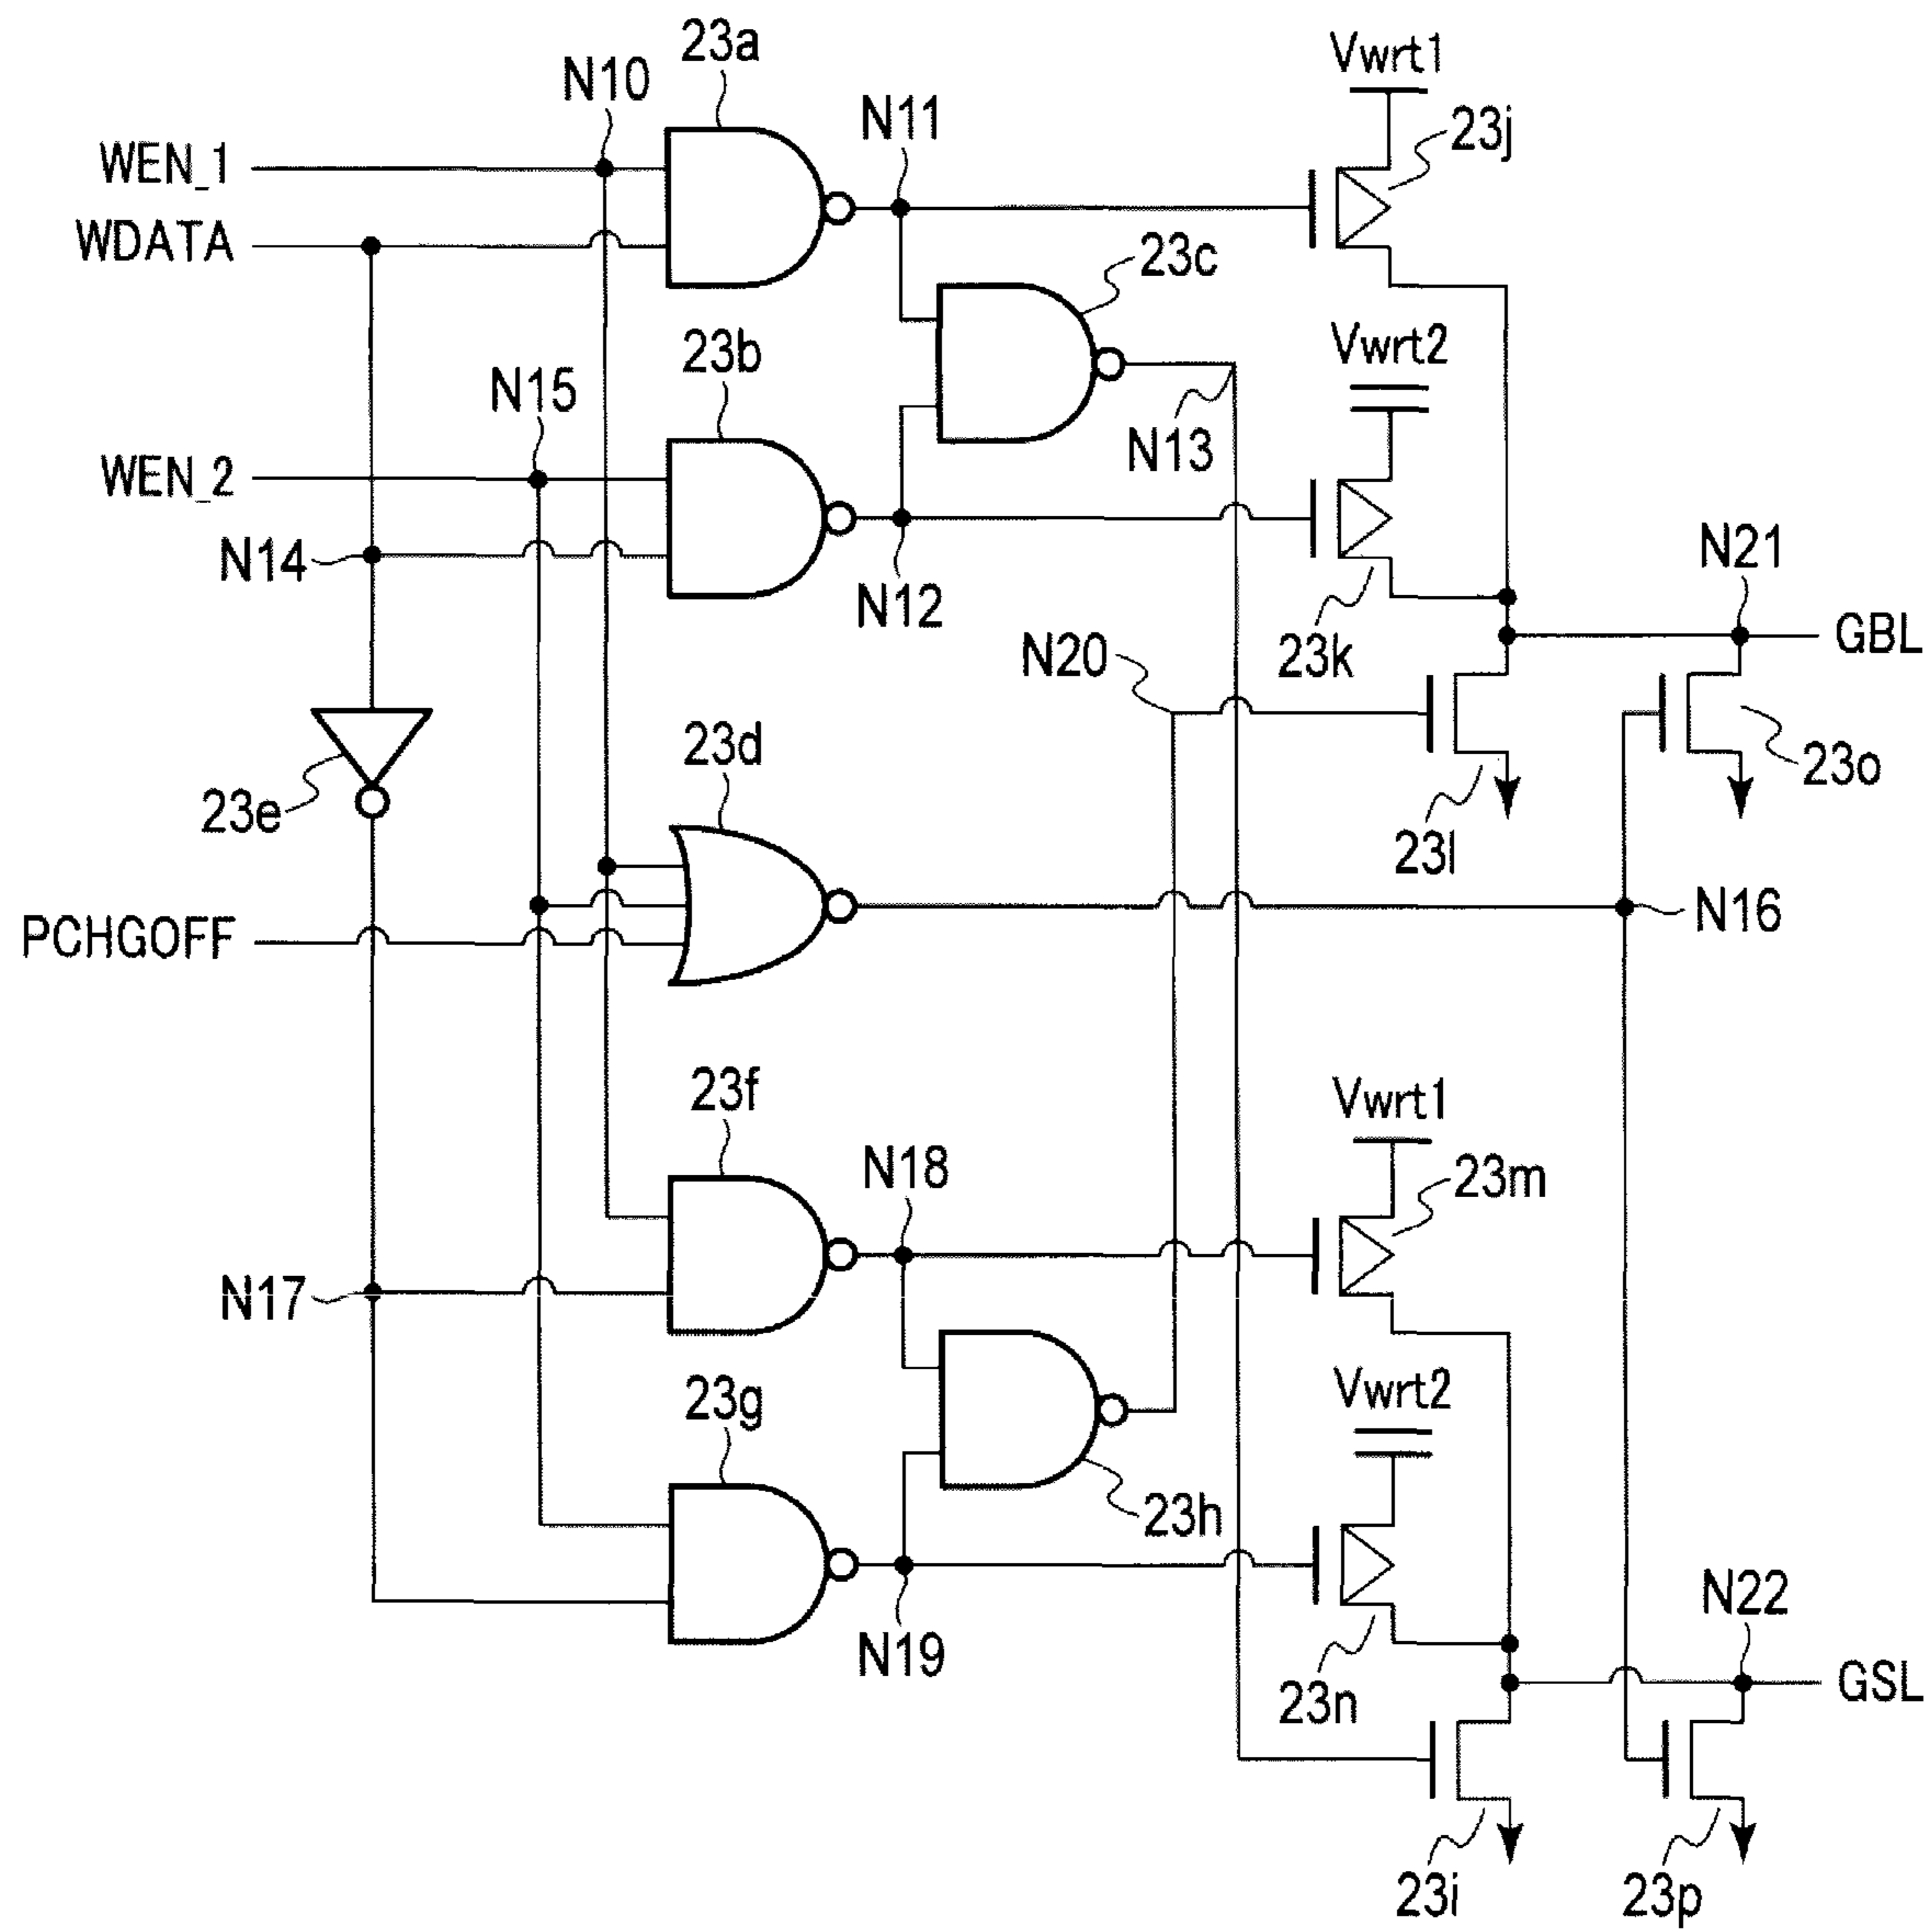 23a
Vwrt1
N10
N11
23j
WEN_1
WDATA
23c
23b
Vwrt2
N15
N13
WEN_2
N14
N12
N21
23k
GBL
N20
23d
23o
23e
23l
PCHGOFF
N16
23f
Vwrt1
N18
23m
N17
23g
Vwrt2
23h
N22
N19
23n
GSL
23i
23p